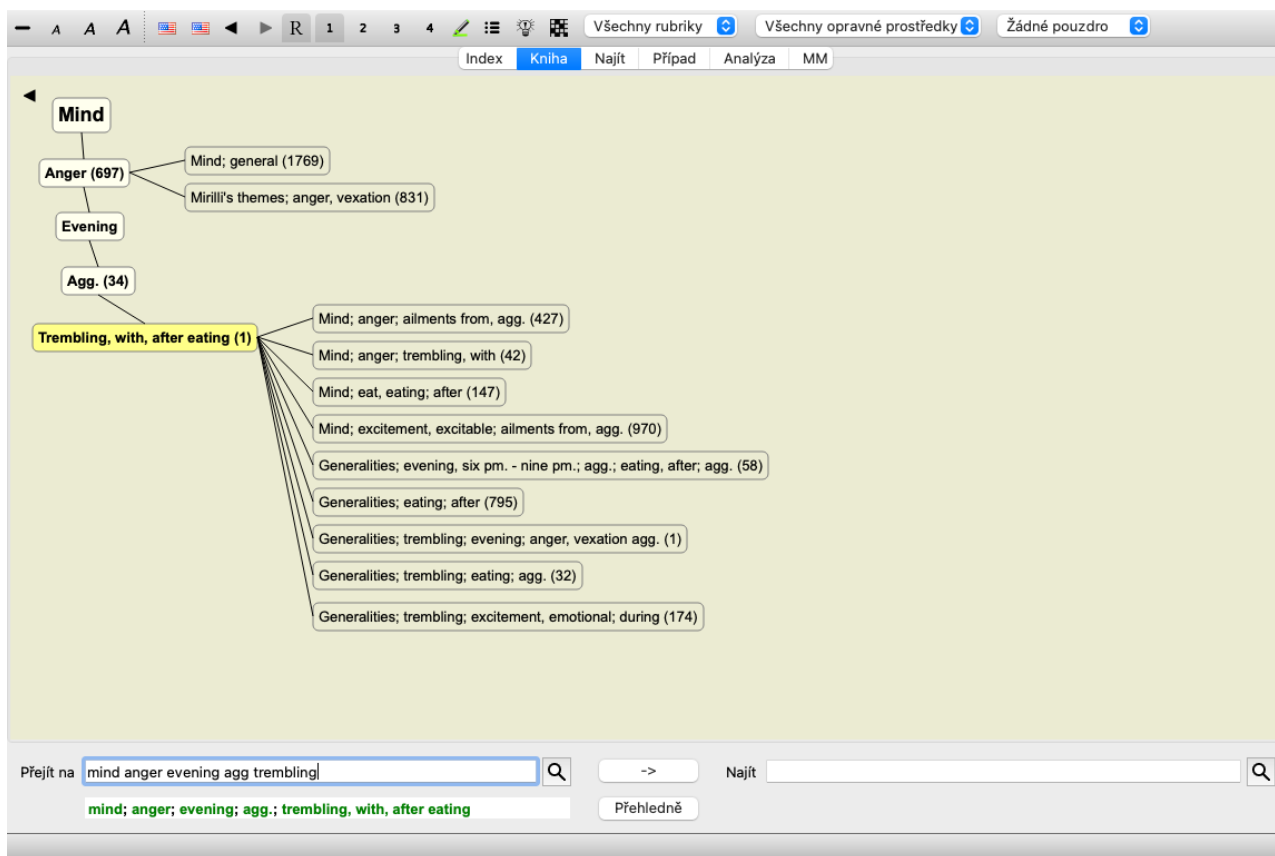 A A A R 1 2 3 4 Všechny rubriky Všechny opravné prostředky Žádné pouzdro
Index Kniha Najít Případ Analýza MM
Mind
Anger (697)
Mind; general (1769)
Mirilli's themes; anger, vexation (831)
Evening
Agg. (34)
Trembling, with, after eating (1)
Mind; anger; ailments from, agg. (427)
Mind; anger; trembling, with (42)
Mind; eat, eating; after (147)
Mind; excitement, excitable; ailments from, agg. (970)
Generalities; evening, six pm. - nine pm.; agg.; eating, after; agg. (58)
Generalities; eating; after (795)
Generalities; trembling; evening; anger, vexation agg. (1)
Generalities; trembling; eating; agg. (32)
Generalities; trembling; excitement, emotional; during (174)
Přejít na mind anger evening agg trembling -> Najít
mind; anger; evening; agg.; trembling, with, after eating Přehledně